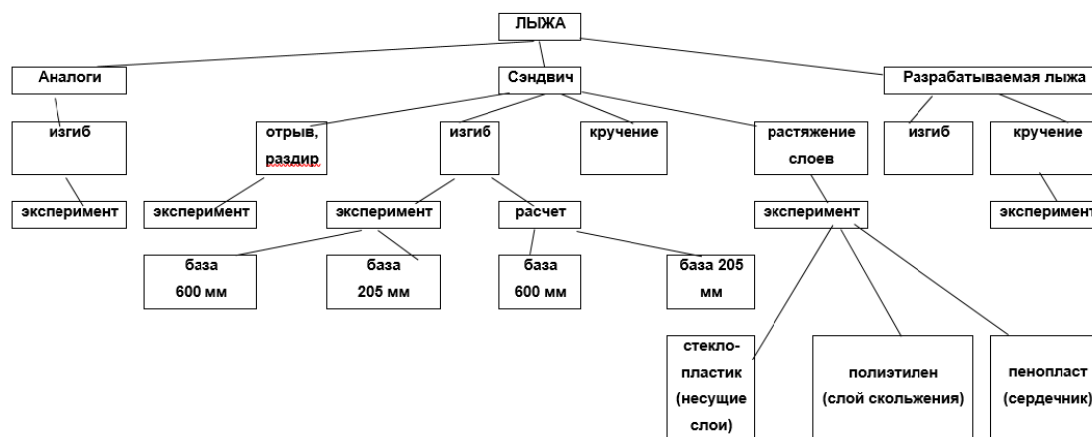 ЛЫЖА
Аналоги
Сэндвич
Разрабатываемая лыжа
изгиб
отрыв,
раздир
изгиб
кручение
растяжение
слоев
изгиб
кручение
эксперимент
эксперимент
эксперимент
расчет
эксперимент
эксперимент
база
600 мм
база
205 мм
база
600 мм
база 205
мм
стекло-
пластик
(несущие
слои)
полиэтилен
(слой скольжения)
пенопласт
(сердечник)